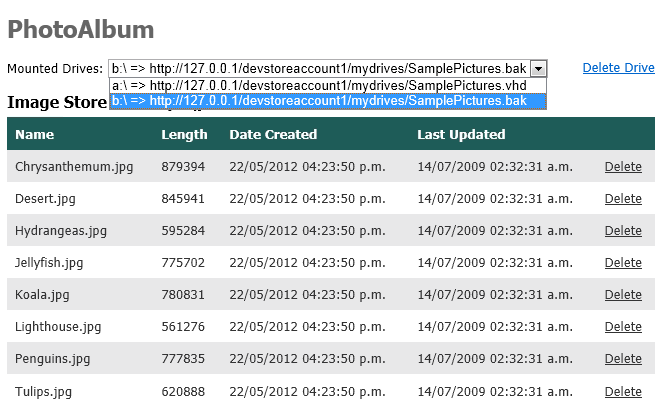 PhotoAlbum
Mounted Drives: b:\ => http://127.0.0.1/devstoreaccount1/mydrives/SamplePictures.bak Delete Drive
a:\ => http://127.0.0.1/devstoreaccount1/mydrives/SamplePictures.vhd
b:\ => http://127.0.0.1/devstoreaccount1/mydrives/SamplePictures.bak
Image Store
Name Length Date Created Last Updated
Chrysanthemum.jpg 879394 22/05/2012 04:23:50 p.m. 14/07/2009 02:32:31 a.m. Delete
Desert.jpg 845941 22/05/2012 04:23:50 p.m. 14/07/2009 02:32:31 a.m. Delete
Hydrangeas.jpg 595284 22/05/2012 04:23:50 p.m. 14/07/2009 02:32:31 a.m. Delete
Jellyfish.jpg 775702 22/05/2012 04:23:50 p.m. 14/07/2009 02:32:31 a.m. Delete
Koala.jpg 780831 22/05/2012 04:23:50 p.m. 14/07/2009 02:32:31 a.m. Delete
Lighthouse.jpg 561276 22/05/2012 04:23:50 p.m. 14/07/2009 02:32:31 a.m. Delete
Penguins.jpg 777835 22/05/2012 04:23:50 p.m. 14/07/2009 02:32:31 a.m. Delete
Tulips.jpg 620888 22/05/2012 04:23:50 p.m. 14/07/2009 02:32:31 a.m. Delete